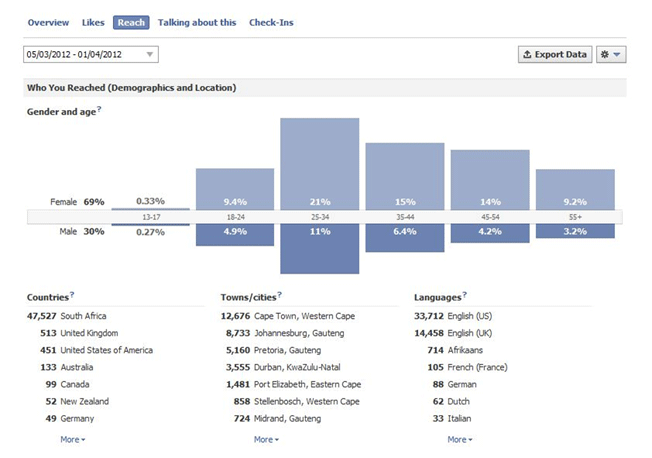 Overview Likes Reach Talking about this Check-Ins
05/03/2012 - 01/04/2012 Export Data
Who You Reached (Demographics and Location)
Gender and age?
Female 69% 0.33% 9.4% 21% 15% 14% 9.2%
13-17 18-24 25-34 35-44 45-54 55+
Male 30% 0.27% 4.9% 11% 6.4% 4.2% 3.2%
Countries? Towns/cities? Languages?
47,527 South Africa 12,676 Cape Town, Western Cape 33,712 English (US)
513 United Kingdom 8,733 Johannesburg, Gauteng 14,458 English (UK)
451 United States of America 5,160 Pretoria, Gauteng 714 Afrikaans
133 Australia 3,555 Durban, KwaZulu-Natal 105 French (France)
99 Canada 1,481 Port Elizabeth, Eastern Cape 88 German
52 New Zealand 858 Stellenbosch, Western Cape 62 Dutch
49 Germany 724 Midrand, Gauteng 33 Italian
More More More